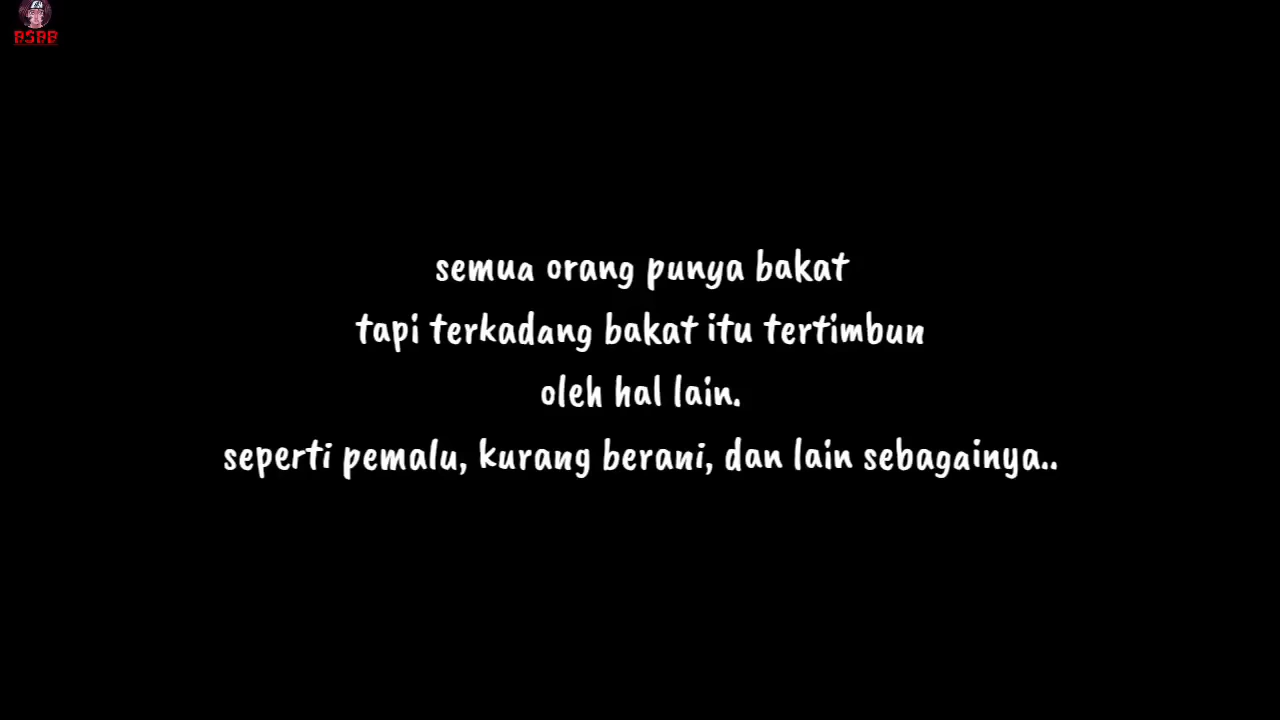 BSBB
semua orang punya bakat
tapi terkadang bakat itu tertimbun
oleh hal lain.
seperti pemalu, kurang berani, dan lain sebagainya..